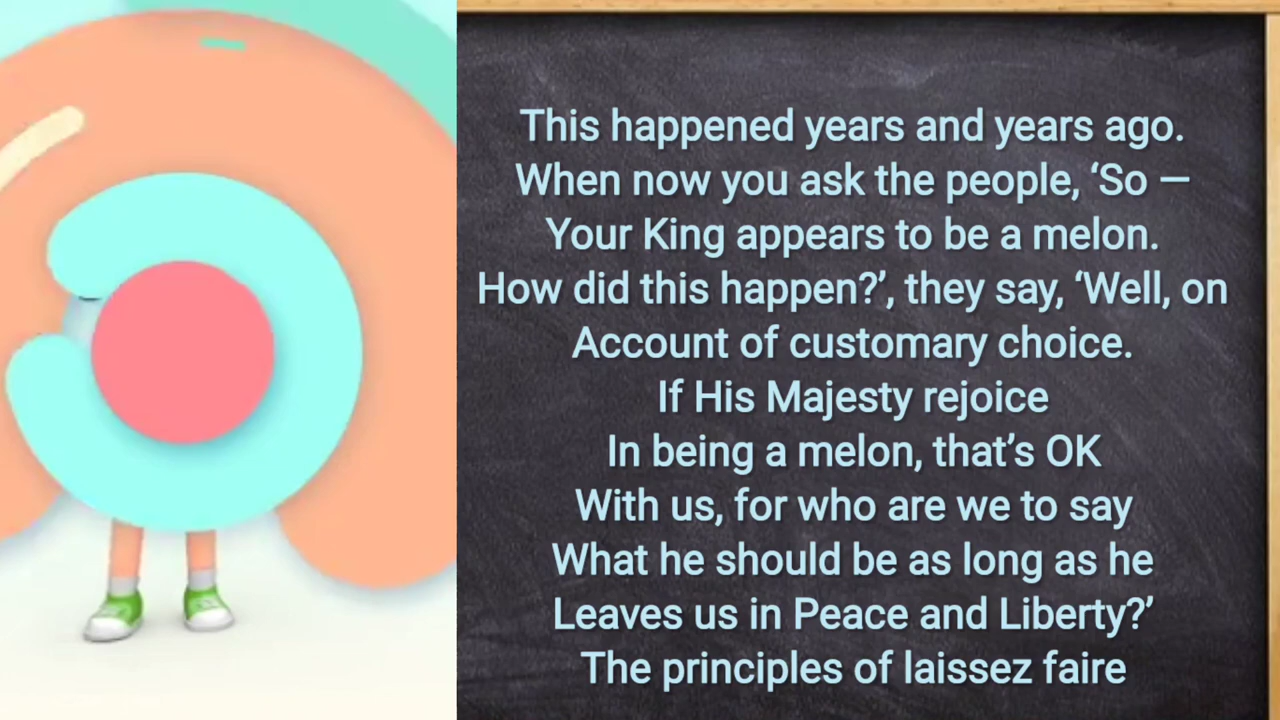 This happened years and years ago.
When now you ask the people, ‘So —
Your King appears to be a melon.
How did this happen?’, they say, ‘Well, on
Account of customary choice.
If His Majesty rejoice
In being a melon, that’s OK
With us, for who are we to say
What he should be as long as he
Leaves us in Peace and Liberty?’
The principles of laissez faire